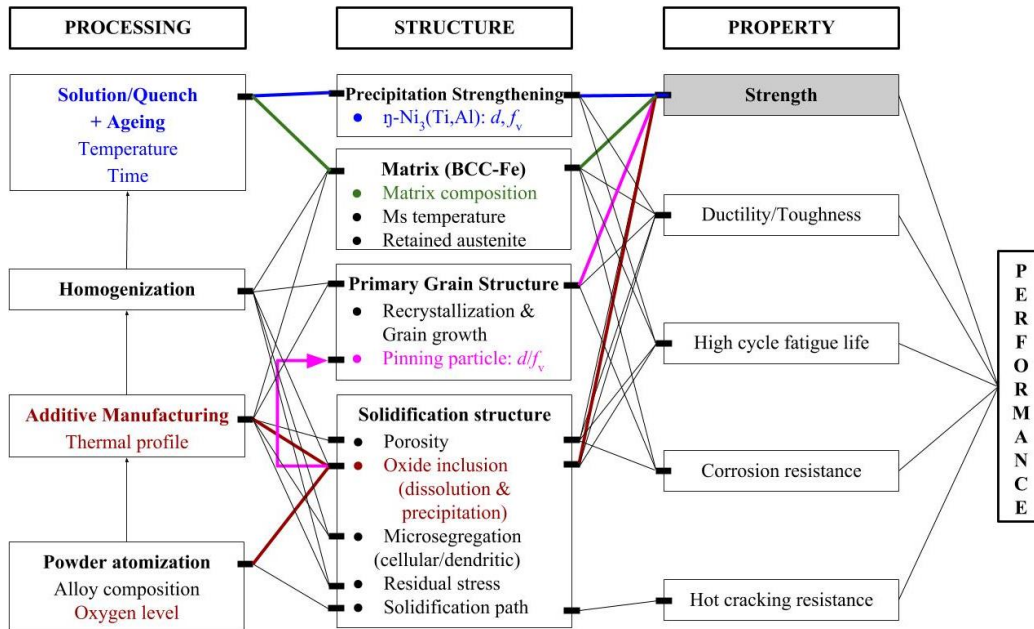 PROCESSING
STRUCTURE
PROPERTY
Solution/Quench
+ Ageing
Temperature
Time
Homogenization
Additive Manufacturing
Thermal profile
Powder atomization
Alloy composition
Oxygen level
Precipitation Strengthening
● ŋ-Ni₃(Ti,Al): d, fᵥ
Matrix (BCC-Fe)
● Matrix composition
● Ms temperature
● Retained austenite
Primary Grain Structure
● Recrystallization &
Grain growth
● Pinning particle: d/fᵥ
Solidification structure
● Porosity
● Oxide inclusion
(dissolution &
precipitation)
● Microsegregation
(cellular/dendritic)
● Residual stress
● Solidification path
Strength
Ductility/Toughness
High cycle fatigue life
Corrosion resistance
Hot cracking resistance
PERFORMANCE